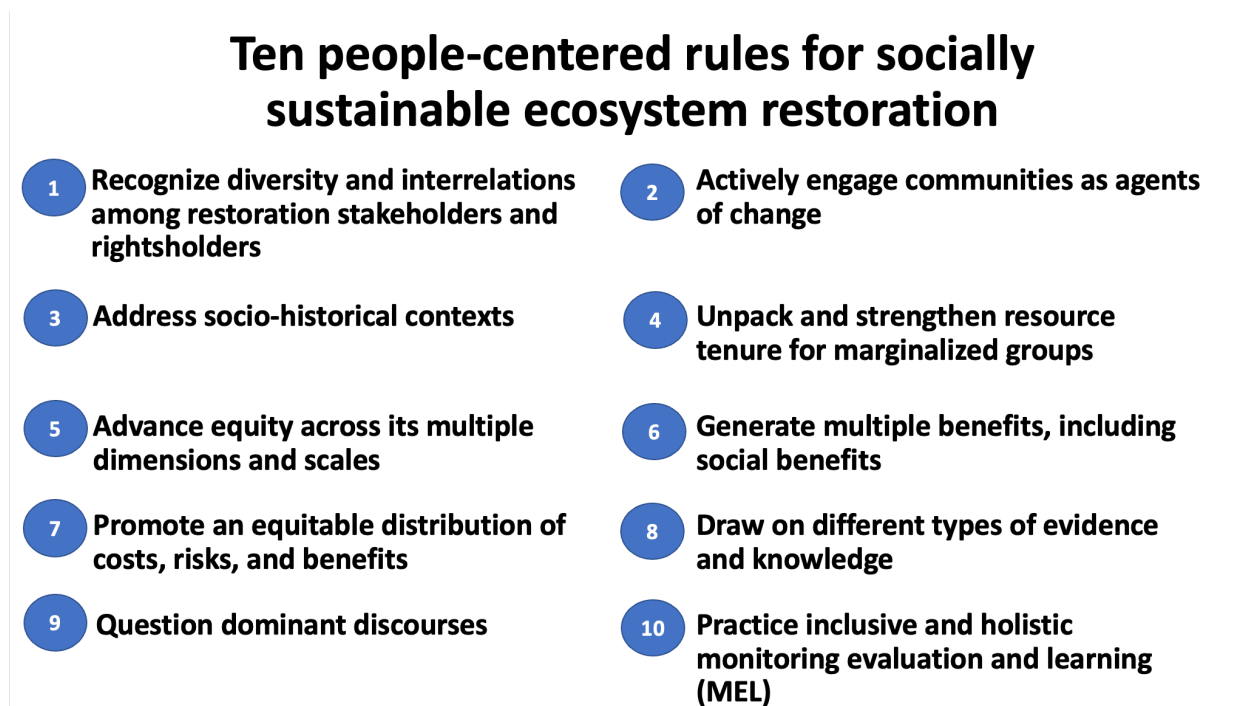 Ten people-centered rules for socially
sustainable ecosystem restoration
1
Recognize diversity and interrelations
among restoration stakeholders and
rightsholders
2
Actively engage communities as agents
of change
3
Address socio-historical contexts
4
Unpack and strengthen resource
tenure for marginalized groups
5
Advance equity across its multiple
dimensions and scales
6
Generate multiple benefits, including
social benefits
7
Promote an equitable distribution of
costs, risks, and benefits
8
Draw on different types of evidence
and knowledge
9
Question dominant discourses
10
Practice inclusive and holistic
monitoring evaluation and learning
(MEL)